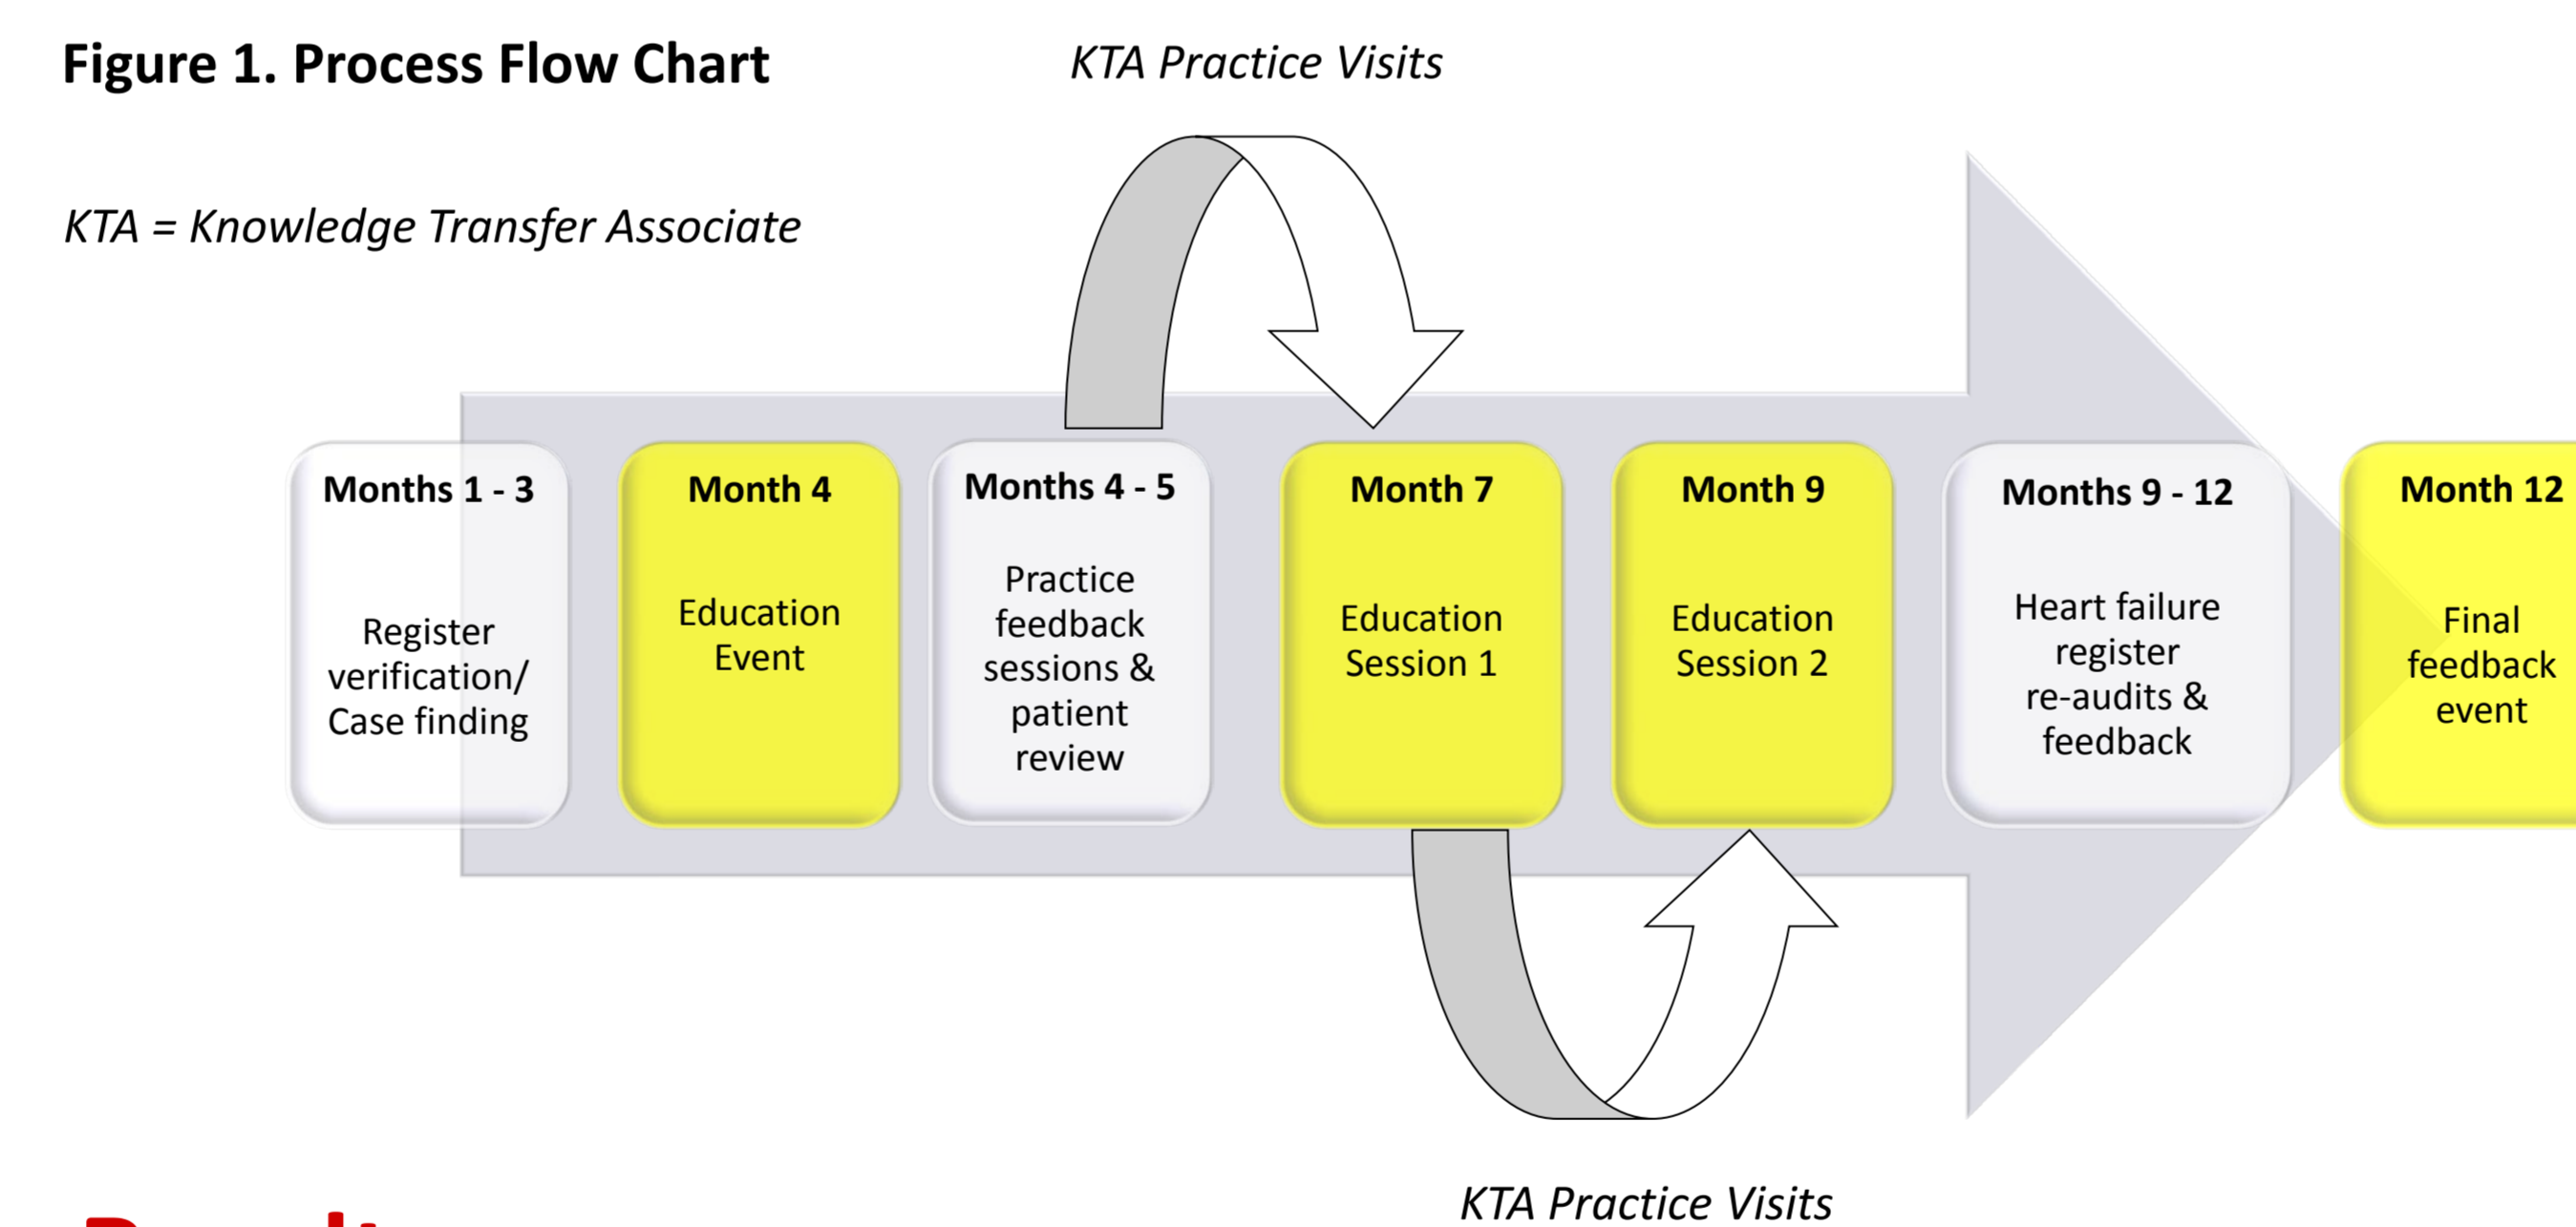 Figure 1. Process Flow Chart
KTA Practice Visits
KTA = Knowledge Transfer Associate
Months 1 - 3
Register
verification/
Case finding
Month 4
Education
Event
Months 4 - 5
Practice
feedback
sessions &
patient
review
Month 7
Education
Session 1
Month 9
Education
Session 2
Months 9 - 12
Heart failure
register
re-audits &
feedback
Month 12
Final
feedback
event
KTA Practice Visits